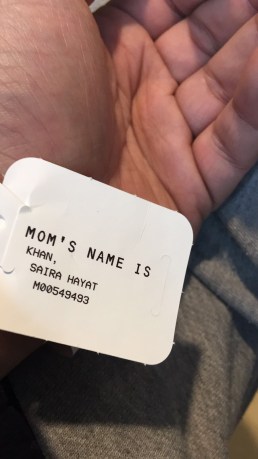 MOM'S NAME IS
KHAN,
SAIRA HAYAT
M00549493